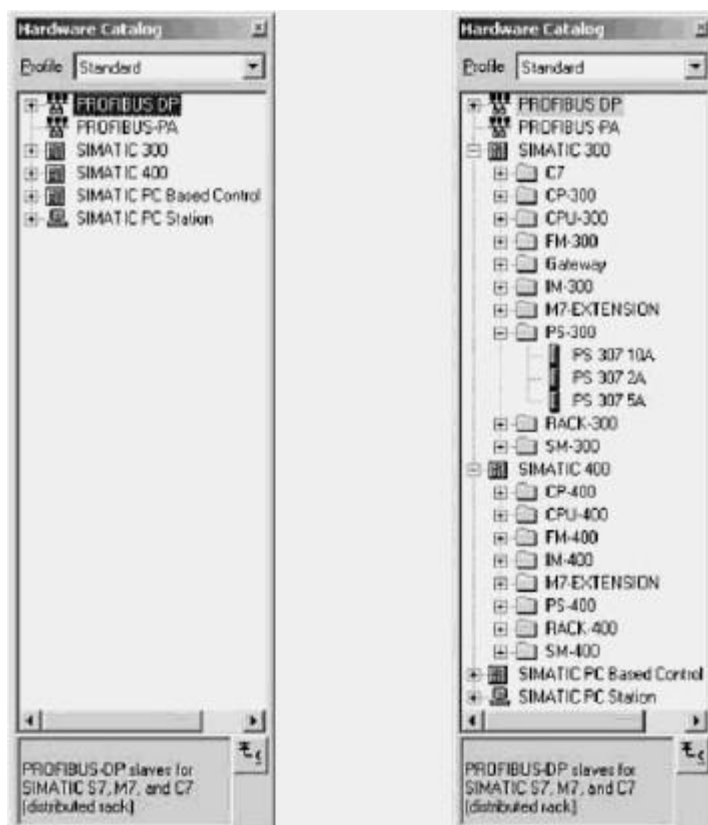 Hardware Catalog
Profile Standard
PROFIBUS DP
PROFIBUS-PA
SIMATIC 300
SIMATIC 400
SIMATIC PC Based Control
SIMATIC PC Station
PROFIBUS-DP slaves for
SIMATIC S7, M7, and C7
(distributed rack)
Hardware Catalog
Profile Standard
PROFIBUS DP
PROFIBUS-PA
SIMATIC 300
C7
CP-300
CPU-300
FM-300
Gateway
IM-300
M7-EXTENSION
PS-300
PS 307 10A
PS 307 2A
PS 307 5A
RACK-300
SM-300
SIMATIC 400
CP-400
CPU-400
FM-400
IM-400
M7-EXTENSION
PS-400
RACK-400
SM-400
SIMATIC PC Based Control
SIMATIC PC Station
PROFIBUS-DP slaves for
SIMATIC S7, M7, and C7
(distributed rack)